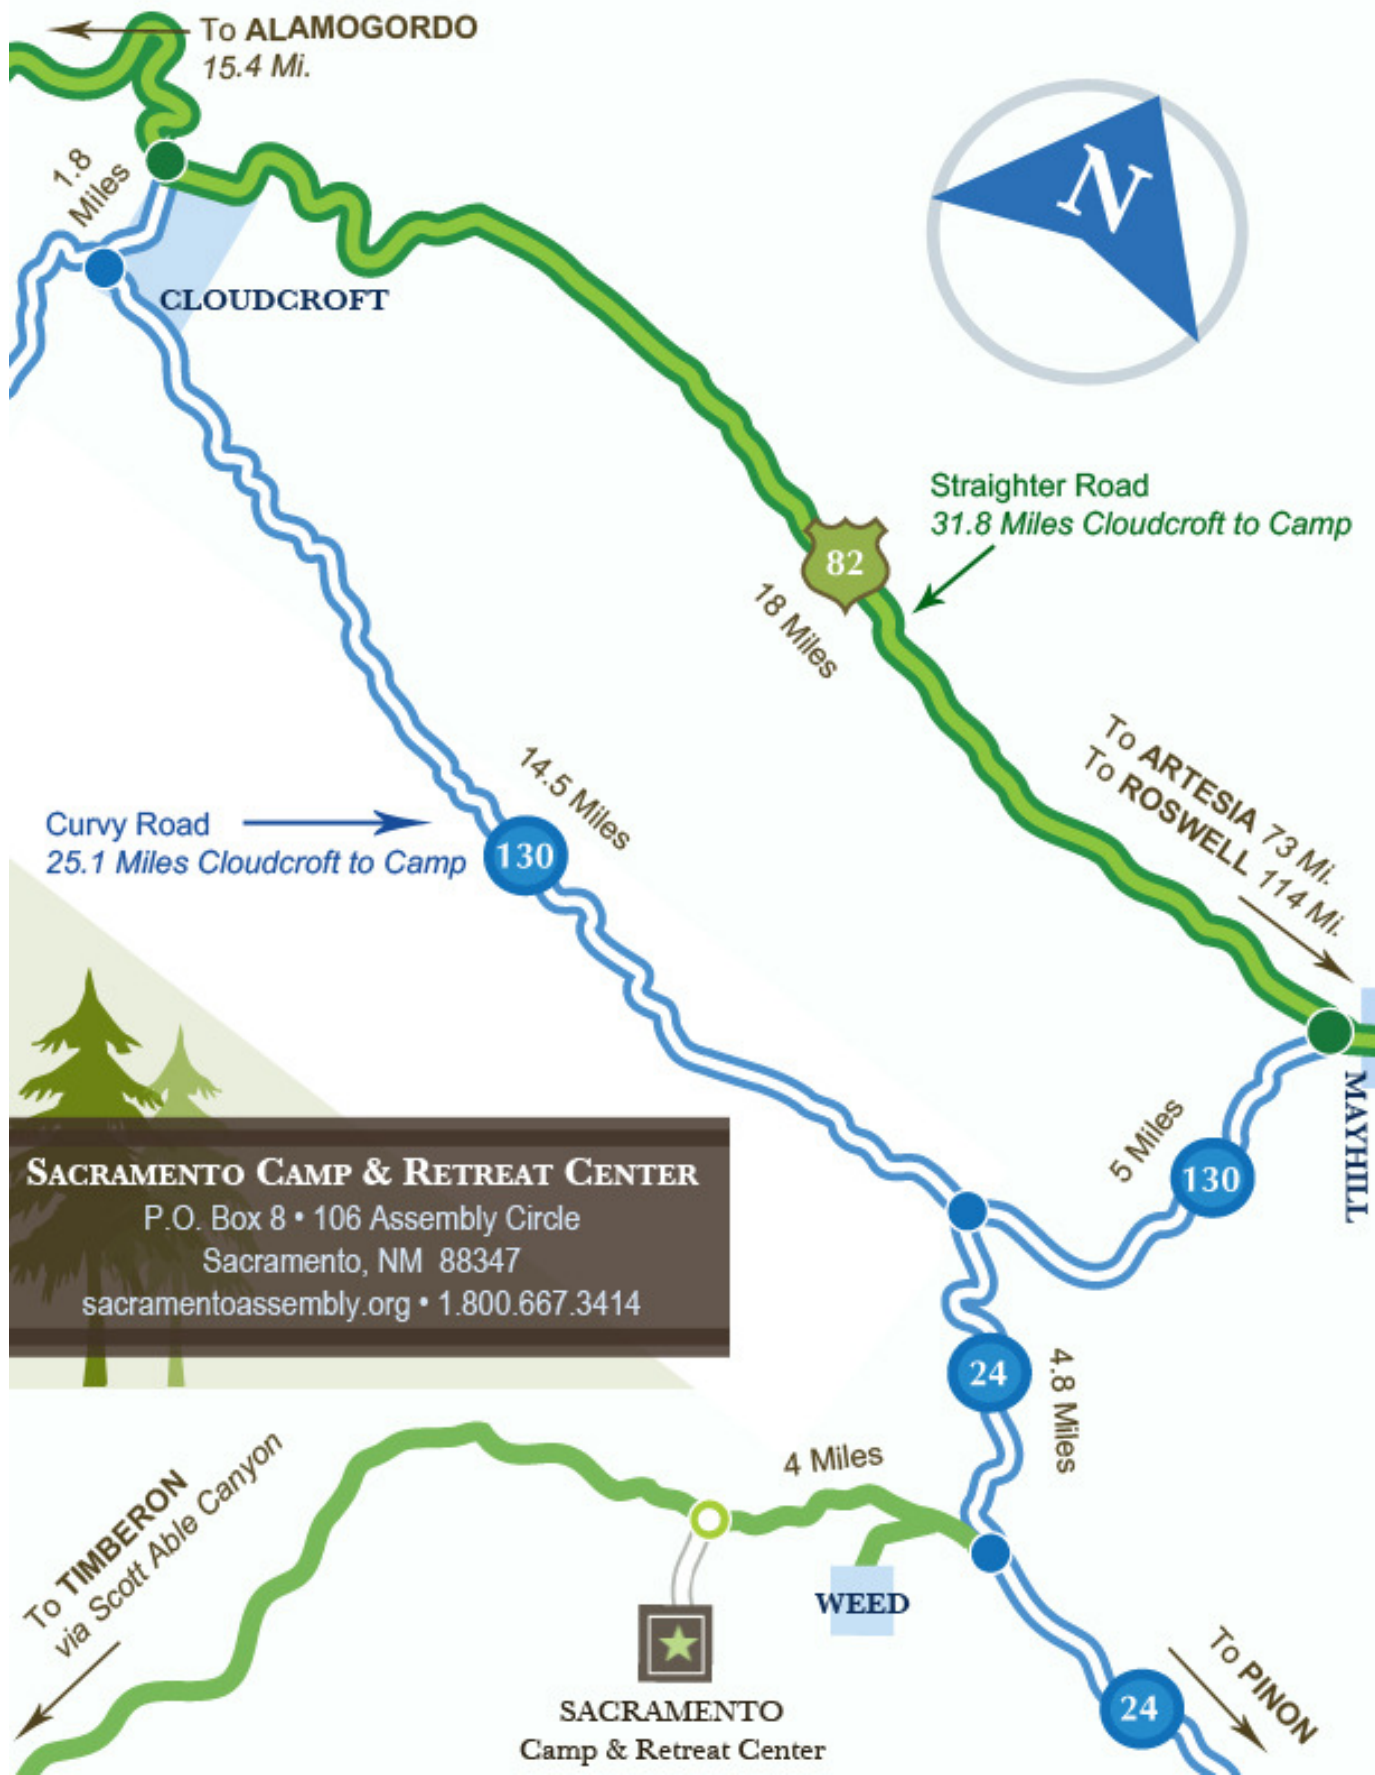 To ALAMOGORDO
15.4 Mi.
N
1.8
Miles
CLOUDCROFT
Straighter Road
31.8 Miles Cloudcroft to Camp
82
18 Miles
To ARTESIA 73 Mi.
To ROSWELL 114 Mi.
14.5 Miles
Curvy Road
25.1 Miles Cloudcroft to Camp
130
MAYHILL
5 Miles
130
SACRAMENTO CAMP & RETREAT CENTER
P.O. Box 8 • 106 Assembly Circle
Sacramento, NM 88347
sacramentoassembly.org • 1.800.667.3414
24
4.8 Miles
4 Miles
To TIMBERON
via Scott Able Canyon
WEED
To PINON
24
SACRAMENTO
Camp & Retreat Center